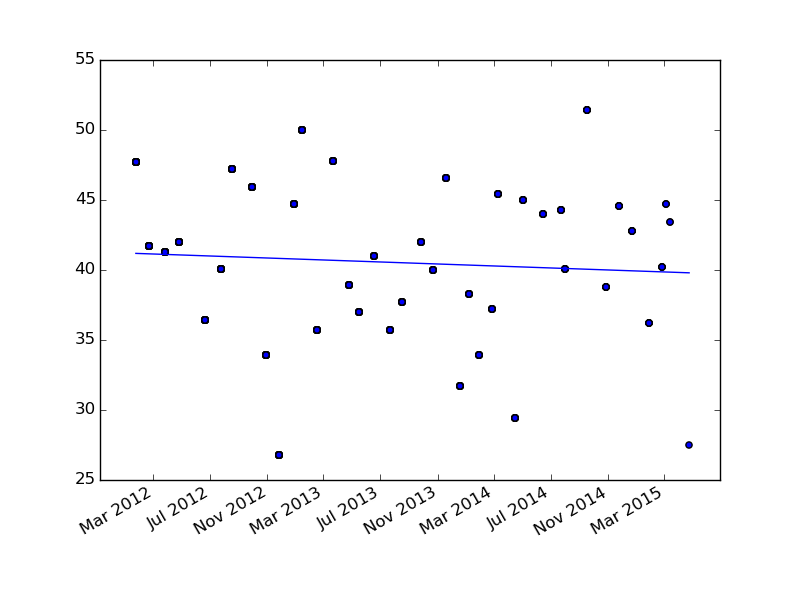 55
50
45
40
35
30
25
Mar 2012
Jul 2012
Nov 2012
Mar 2013
Jul 2013
Nov 2013
Mar 2014
Jul 2014
Nov 2014
Mar 2015